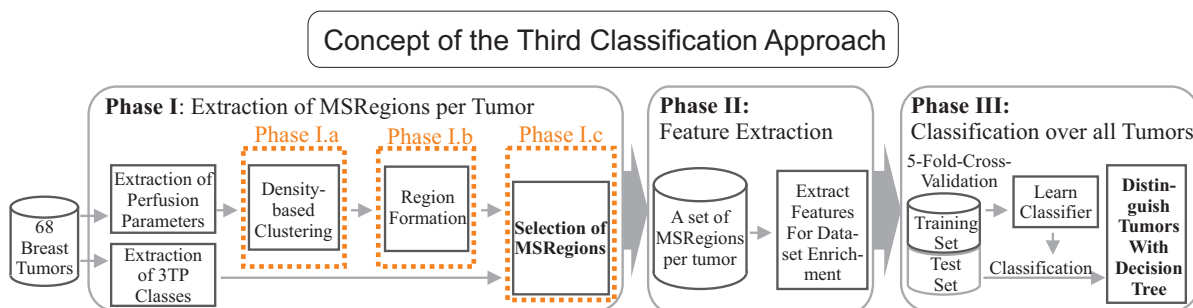 Concept of the Third Classification Approach
Phase I: Extraction of MSRegions per Tumor
Phase I.a
Phase I.b
Phase I.c
68
Breast
Tumors
Extraction of
Perfusion
Parameters
Extraction
of 3TP
Classes
Density-
based
Clustering
Region
Formation
Selection of
MSRegions
Phase II:
Feature Extraction
A set of
MSRegions
per tumor
Extract
Features
For Data-
set Enrich-
ment
Phase III:
Classification over all Tumors
5-Fold-Cross-
Validation
Training
Set
Test
Set
Learn
Classifier
Classification
Distin-
guish
Tumors
With
Decision
Tree